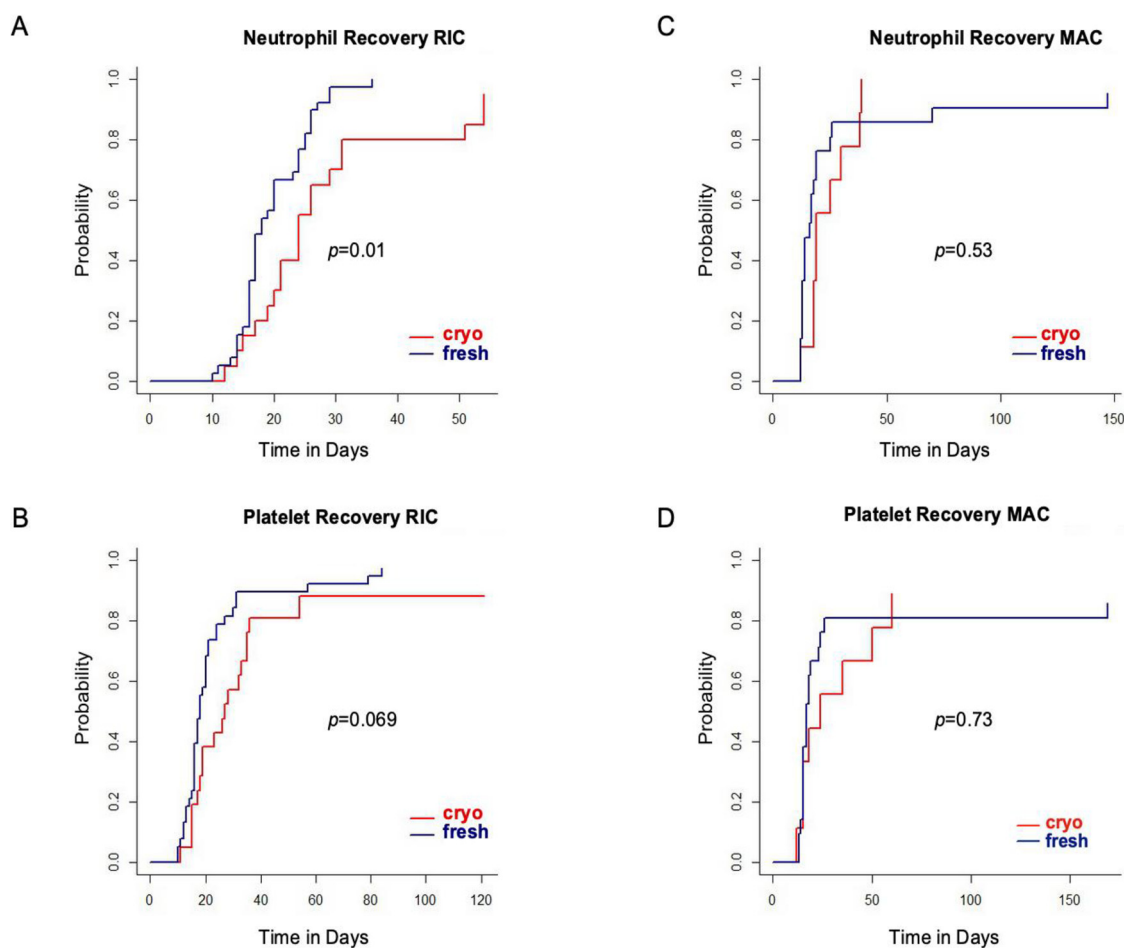 A
Neutrophil Recovery RIC
1.0
0.8
0.6
0.4
0.2
0.0
Probability
p=0.01
cryo
fresh
0 10 20 30 40 50
Time in Days
B
Platelet Recovery RIC
1.0
0.8
0.6
0.4
0.2
0.0
Probability
p=0.069
cryo
fresh
0 20 40 60 80 100 120
Time in Days
C
Neutrophil Recovery MAC
1.0
0.8
0.6
0.4
0.2
0.0
Probability
p=0.53
cryo
fresh
0 50 100 150
Time in Days
D
Platelet Recovery MAC
1.0
0.8
0.6
0.4
0.2
0.0
Probability
p=0.73
cryo
fresh
0 50 100 150
Time in Days